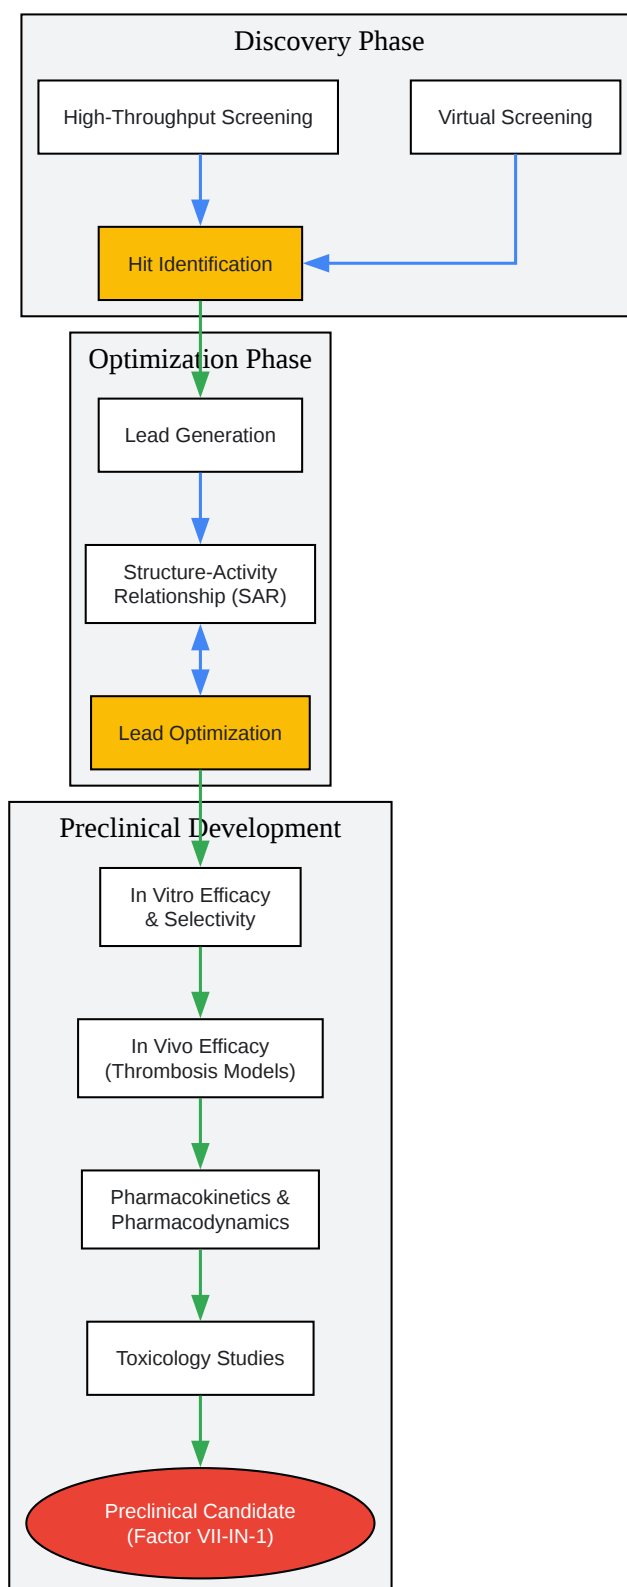 Discovery Phase
High-Throughput Screening
Virtual Screening
Hit Identification
Optimization Phase
Lead Generation
Structure-Activity
Relationship (SAR)
Lead Optimization
Preclinical Development
In Vitro Efficacy
& Selectivity
In Vivo Efficacy
(Thrombosis Models)
Pharmacokinetics &
Pharmacodynamics
Toxicology Studies
Preclinical Candidate
(Factor VII-IN-1)